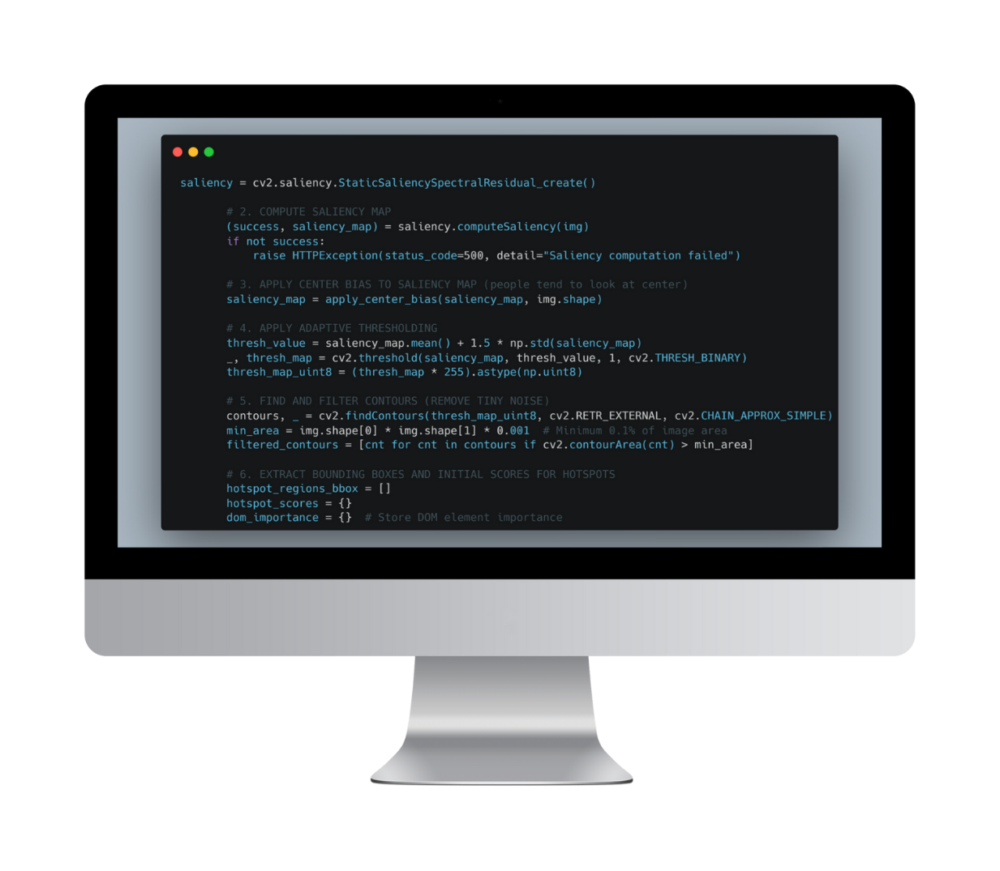 saliency = cv2.saliency.StaticSaliencySpectralResidual_create()
# 2. COMPUTE SALIENCY MAP
(success, saliency_map) = saliency.computeSaliency(img)
if not success:
raise HTTPException(status_code=500, detail="Saliency computation failed")
# 3. APPLY CENTER BIAS TO SALIENCY MAP (people tend to look at center)
saliency_map = apply_center_bias(saliency_map, img.shape)
# 4. APPLY ADAPTIVE THRESHOLDING
thresh_value = saliency_map.mean() + 1.5 * np.std(saliency_map)
_, thresh_map = cv2.threshold(saliency_map, thresh_value, 1, cv2.THRESH_BINARY)
thresh_map_uint8 = (thresh_map * 255).astype(np.uint8)
# 5. FIND AND FILTER CONTOURS (REMOVE TINY NOISE)
contours, _ = cv2.findContours(thresh_map_uint8, cv2.RETR_EXTERNAL, cv2.CHAIN_APPROX_SIMPLE)
min_area = img.shape[0] * img.shape[1] * 0.001  # Minimum 0.1% of image area
filtered_contours = [cnt for cnt in contours if cv2.contourArea(cnt) > min_area]
# 6. EXTRACT BOUNDING BOXES AND INITIAL SCORES FOR HOTSPOTS
hotspot_regions_bbox = []
hotspot_scores = {}
dom_importance = {}  # Store DOM element importance